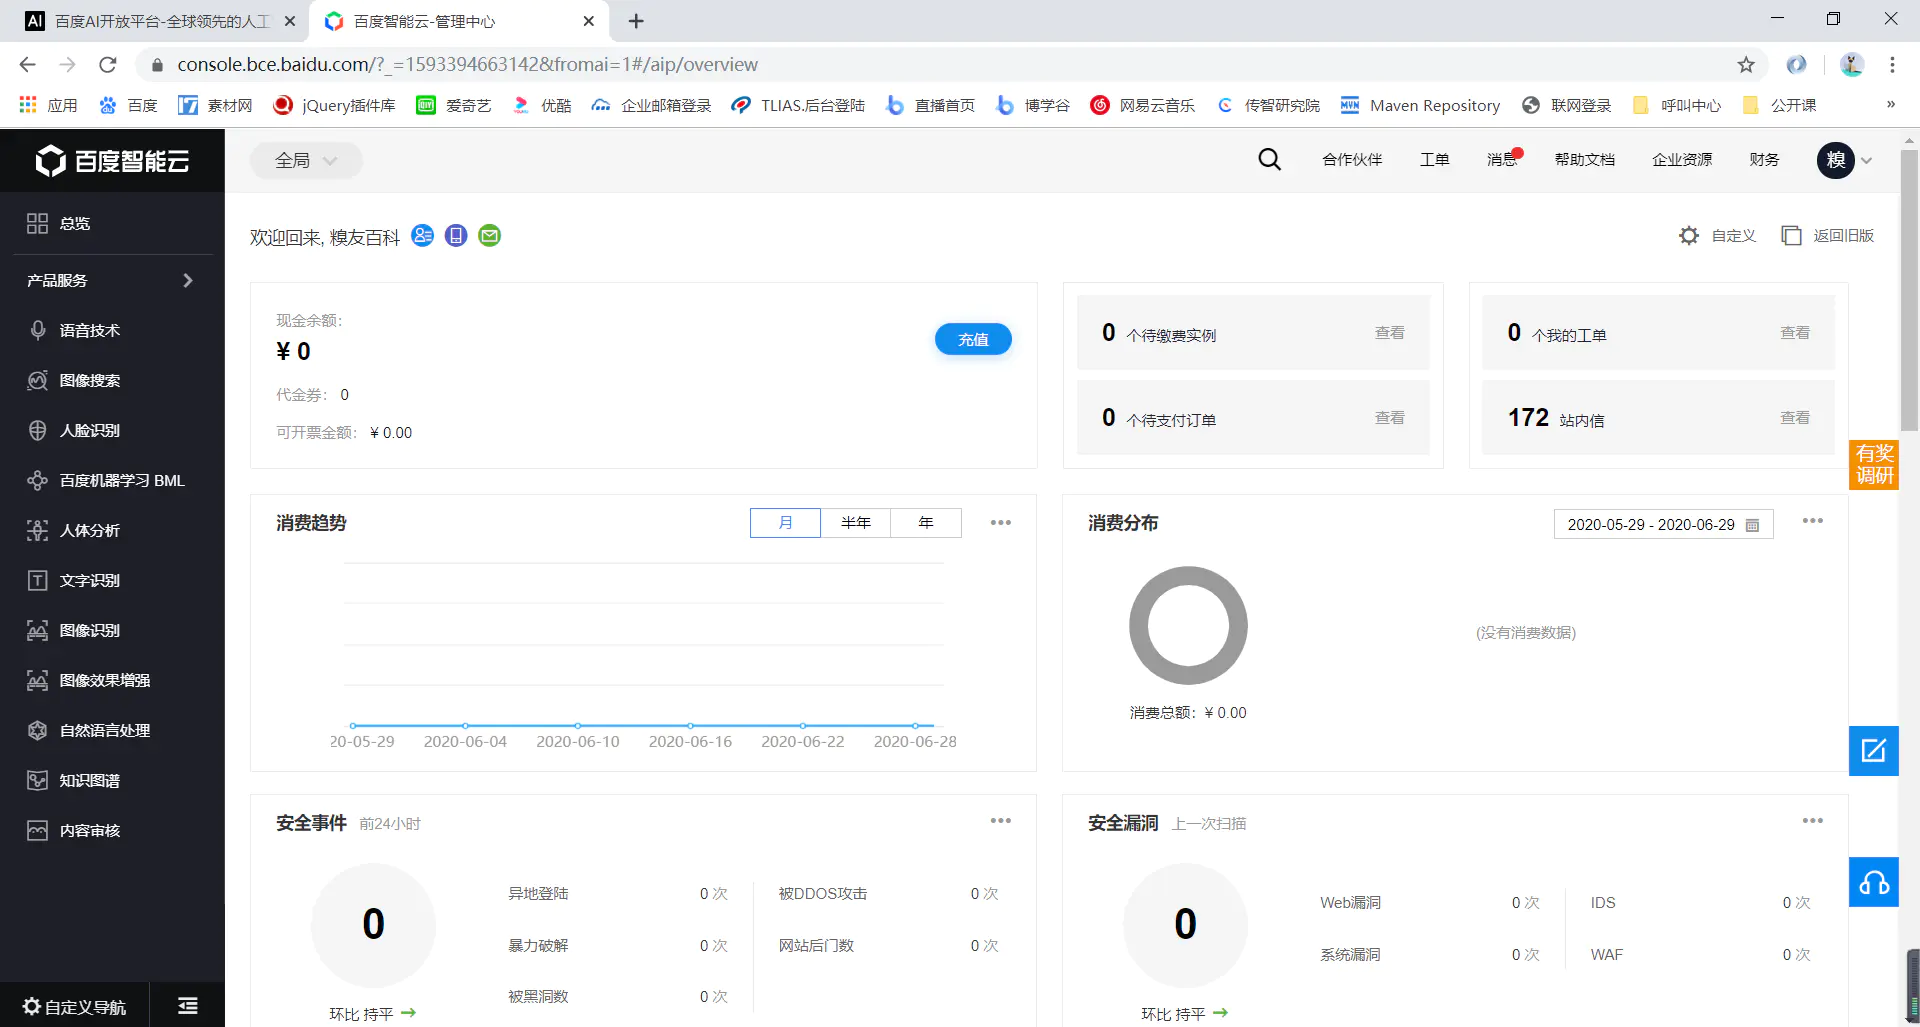 百度AI开放平台-全球领先的人工
百度智能云-管理中心
console.bce.baidu.com/?_=1593394663142&fromai=1#/aip/overview
应用
百度
素材网
jQuery插件库
爱奇艺
优酷
企业邮箱登录
TLIAS.后台登陆
直播首页
博学谷
网易云音乐
传智研究院
Maven Repository
联网登录
呼叫中心
公开课
»
百度智能云
全局
合作伙伴
工单
消息
帮助文档
企业资源
财务
糗
总览
产品服务
语音技术
图像搜索
人脸识别
百度机器学习 BML
人体分析
文字识别
图像识别
图像效果增强
自然语言处理
知识图谱
内容审核
自定义导航
欢迎回来, 糗友百科
自定义
返回旧版
现金余额：
¥ 0
充值
代金券： 0
可开票金额： ¥ 0.00
0 个待缴费实例 查看
0 个待支付订单 查看
0 个我的工单 查看
172 站内信 查看
有奖
调研
消费趋势
月
半年
年
20-05-29 2020-06-04 2020-06-10 2020-06-16 2020-06-22 2020-06-28
消费分布
2020-05-29 - 2020-06-29
(没有消费数据)
消费总额：¥ 0.00
安全事件 前24小时
0
环比 持平
异地登陆 0 次
暴力破解 0 次
被黑洞数 0 次
被DDOS攻击 0 次
网站后门数 0 次
安全漏洞 上一次扫描
0
环比 持平
Web漏洞 0 次
系统漏洞 0 次
IDS 0 次
WAF 0 次